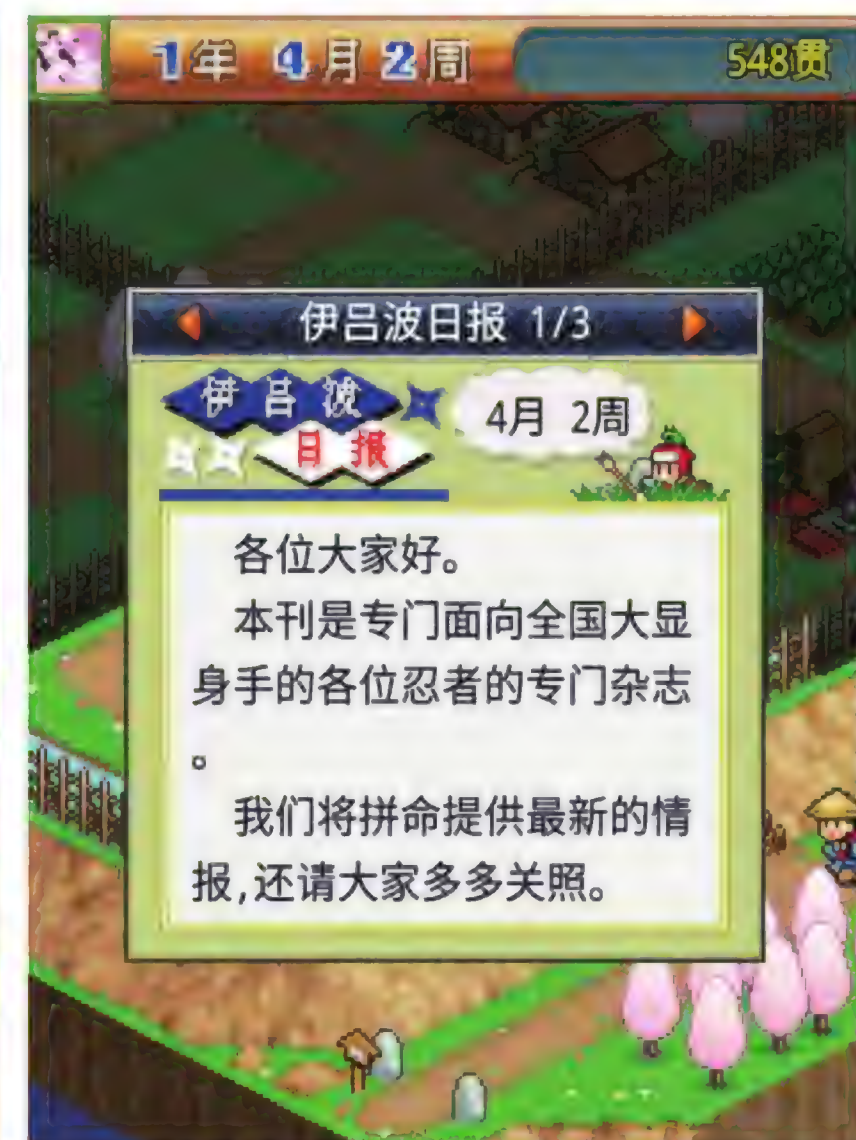 1年 4月 2周
548贯
伊吕波日报 1/3
伊吕波
日报
4月 2周
各位大家好。
本刊是专门面向全国大显
身手的各位忍者的专门杂志
。
我们将拼命提供最新的情
报,还请大家多多关照。